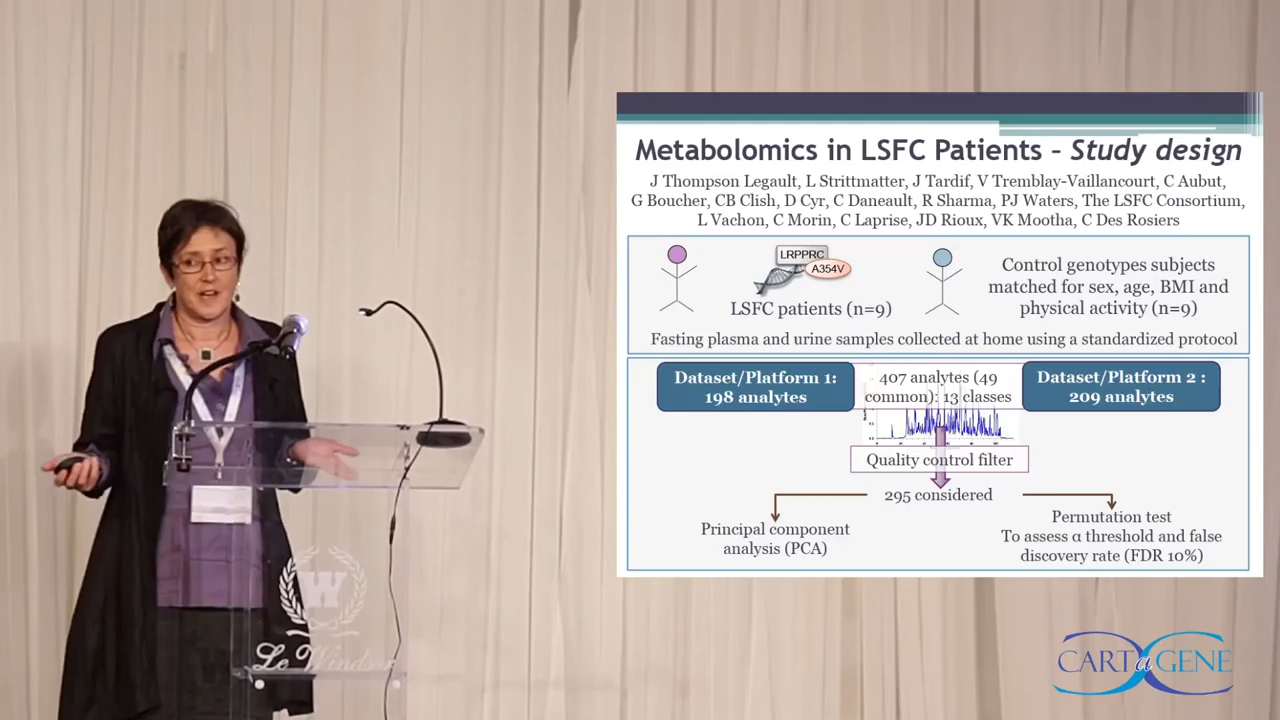 Metabolomics in LSFC Patients – Study design
J Thompson Legault, L Strittmatter, J Tardif, V Tremblay-Vaillancourt, C Aubut,
G Boucher, CB Clish, D Cyr, C Daneault, R Sharma, PJ Waters, The LSFC Consortium,
L Vachon, C Morin, C Laprise, JD Rioux, VK Mootha, C Des Rosiers
LRPPRC
A354V
LSFC patients (n=9)
Control genotypes subjects
matched for sex, age, BMI and
physical activity (n=9)
Fasting plasma and urine samples collected at home using a standardized protocol
Dataset/Platform 1:
198 analytes
407 analytes (49
common): 13 classes
Dataset/Platform 2 :
209 analytes
Quality control filter
295 considered
Principal component
analysis (PCA)
Permutation test
To assess α threshold and false
discovery rate (FDR 10%)
W
Le Windsor
CARTaGENE